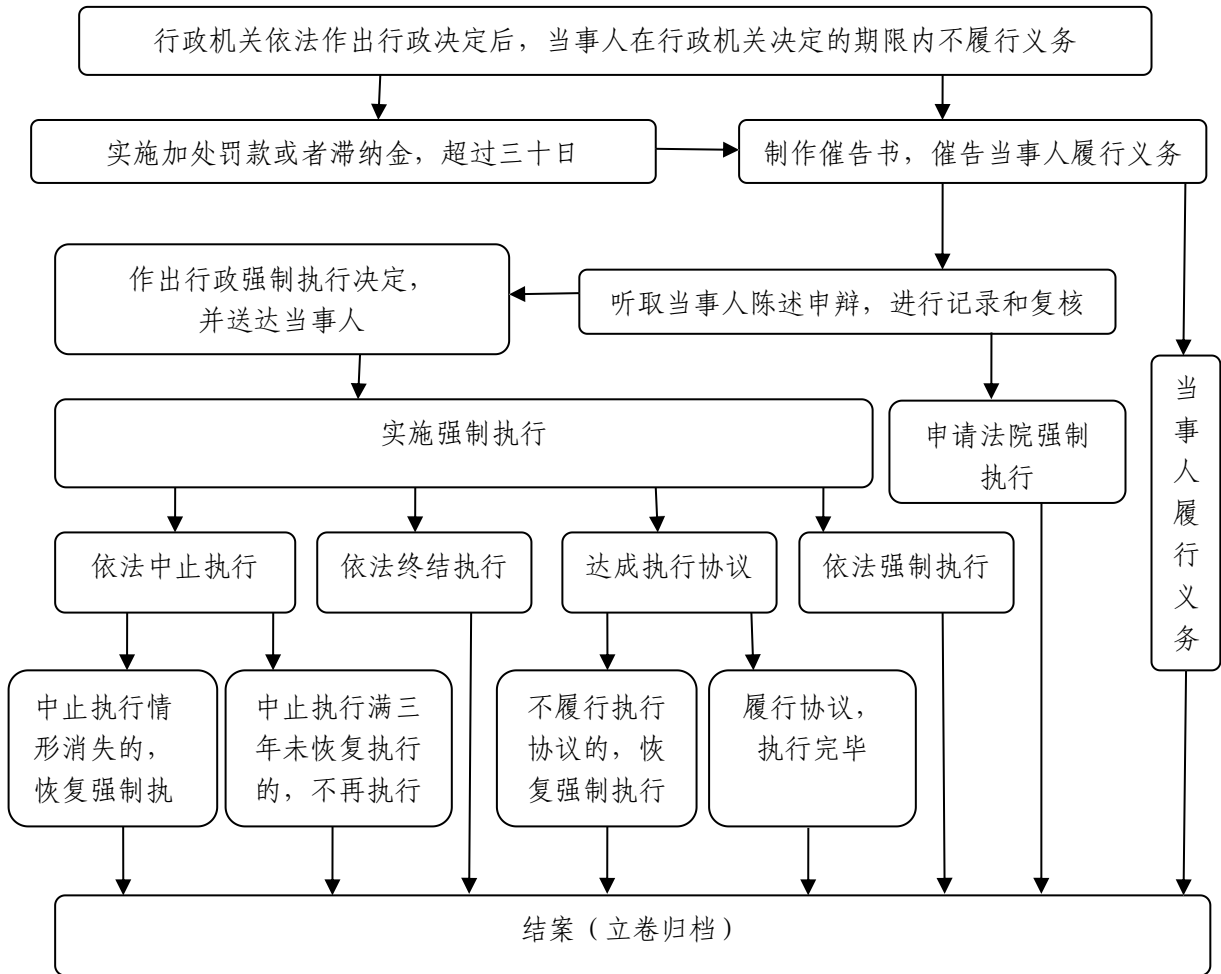 行政机关依法作出行政决定后，当事人在行政机关决定的期限内不履行义务
实施加处罚款或者滞纳金，超过三十日
制作催告书，催告当事人履行义务
作出行政强制执行决定，
并送达当事人
听取当事人陈述申辩，进行记录和复核
当事人履行义务
实施强制执行
申请法院强制
执行
依法中止执行
依法终结执行
达成执行协议
依法强制执行
中止执行情
形消失的，
恢复强制执
中止执行满三
年未恢复执行
的，不再执行
不履行执行
协议的，恢
复强制执行
履行协议，
执行完毕
结案（立卷归档）